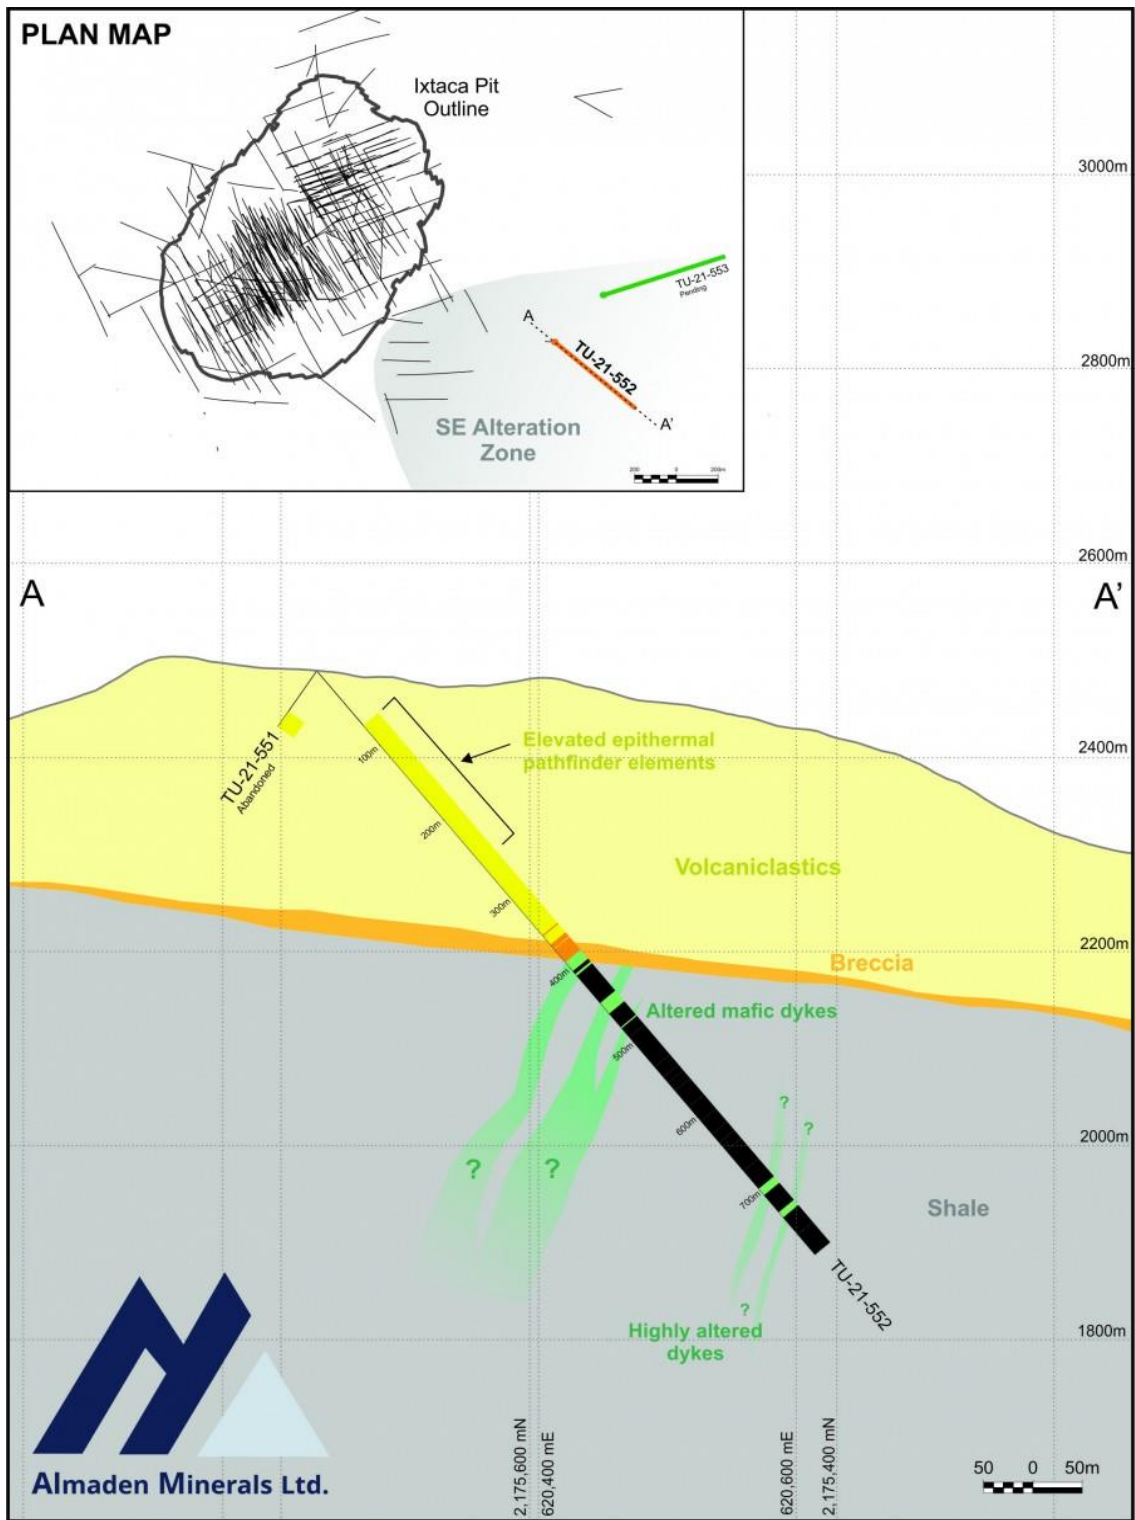 PLAN MAP
Ixtaca Pit
Outline
TU-21-553
Pending
A
TU-21-552
A'
SE Alteration
Zone
200 0 200m
3000m
2800m
2600m
A
A'
TU-21-551
Abandoned
100m
Elevated epithermal
pathfinder elements
2400m
200m
Volcaniclastics
300m
2200m
Breccia
400m
Altered mafic dykes
500m
600m
?
?
2000m
?
?
700m
Shale
TU-21-552
?
Highly altered
dykes
1800m
2,175,600 mN
620,400 mE
620,600 mE
2,175,400 mN
50 0 50m
Almaden Minerals Ltd.